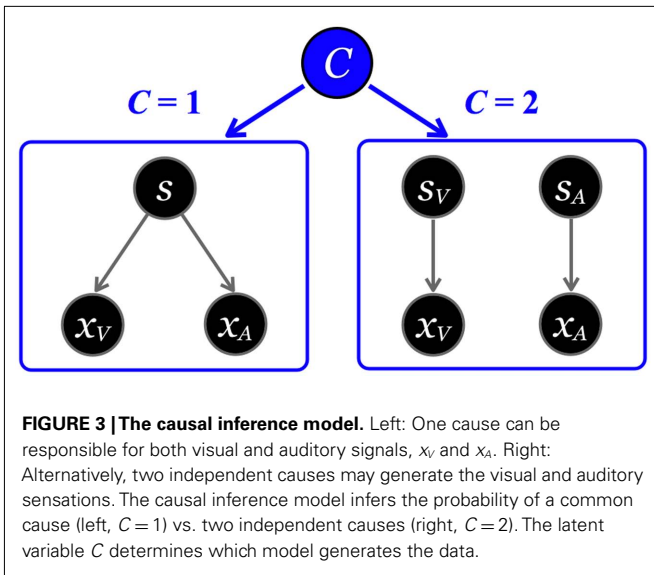 C
C = 1
C = 2
s
s_V
s_A
x_V
x_A
x_V
x_A
FIGURE 3 | The causal inference model. Left: One cause can be
responsible for both visual and auditory signals, x_V and x_A. Right:
Alternatively, two independent causes may generate the visual and auditory
sensations. The causal inference model infers the probability of a common
cause (left, C = 1) vs. two independent causes (right, C = 2). The latent
variable C determines which model generates the data.